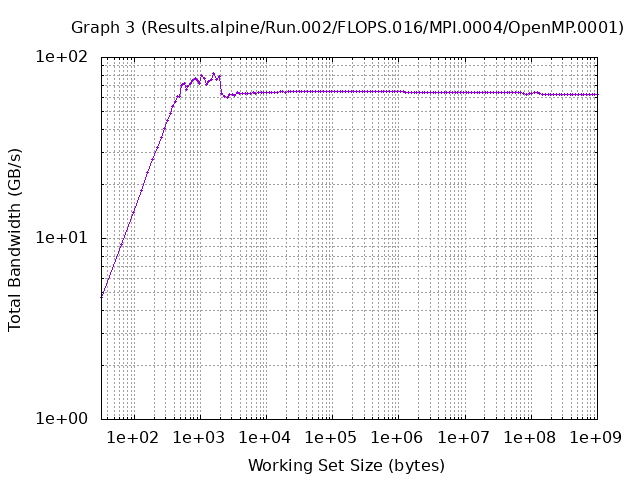 Graph 3 (Results.alpine/Run.002/FLOPS.016/MPI.0004/OpenMP.0001)
1e+02
1e+01
1e+00
Total Bandwidth (GB/s)
1e+02 1e+03 1e+04 1e+05 1e+06 1e+07 1e+08 1e+09
Working Set Size (bytes)